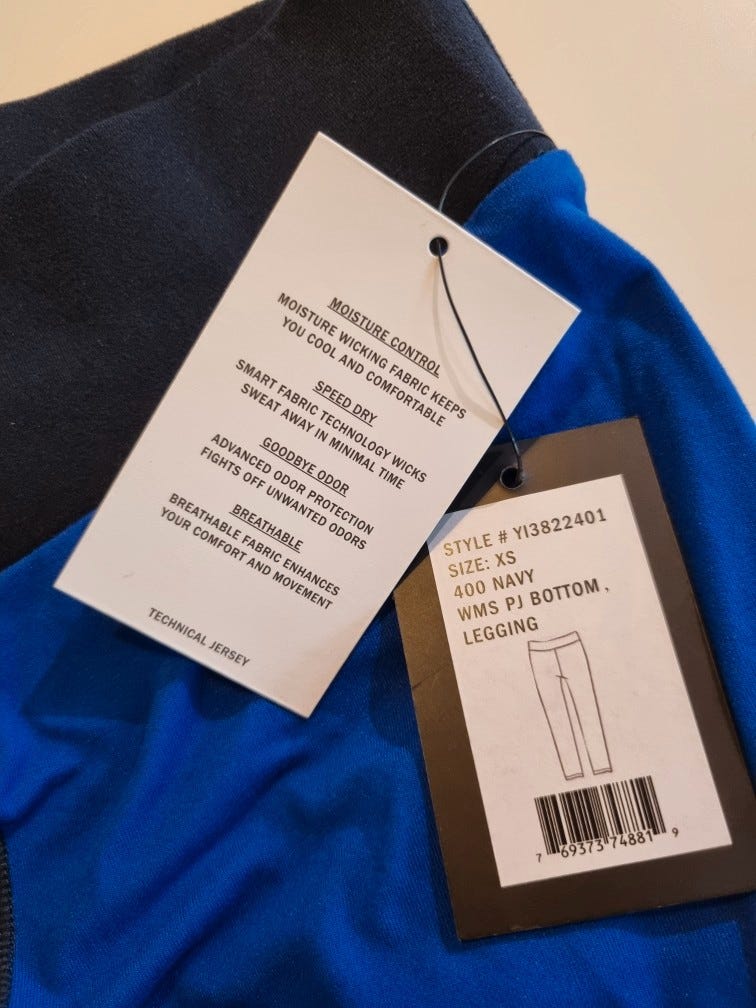 MOISTURE CONTROL
MOISTURE WICKING FABRIC KEEPS
YOU COOL AND COMFORTABLE
SPEED DRY
SMART FABRIC TECHNOLOGY WICKS
SWEAT AWAY IN MINIMAL TIME
GOODBYE ODOR
ADVANCED ODOR PROTECTION
FIGHTS OFF UNWANTED ODORS
BREATHABLE
BREATHABLE FABRIC ENHANCES
YOUR COMFORT AND MOVEMENT
TECHNICAL JERSEY
STYLE # YI3822401
SIZE: XS
400 NAVY
WMS PJ BOTTOM,
LEGGING
7 69373 74881 9